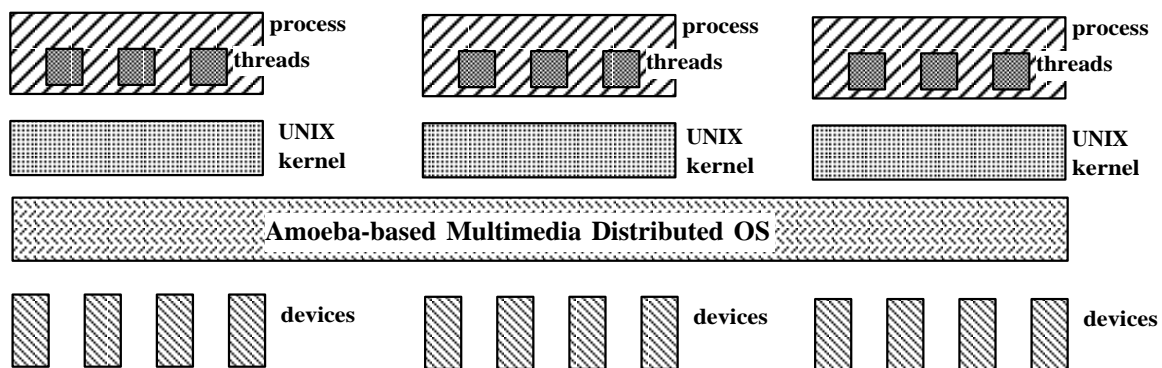 process
process
process
threads
threads
threads
UNIX
kernel
UNIX
kernel
UNIX
kernel
Amoeba-based Multimedia Distributed OS
devices
devices
devices